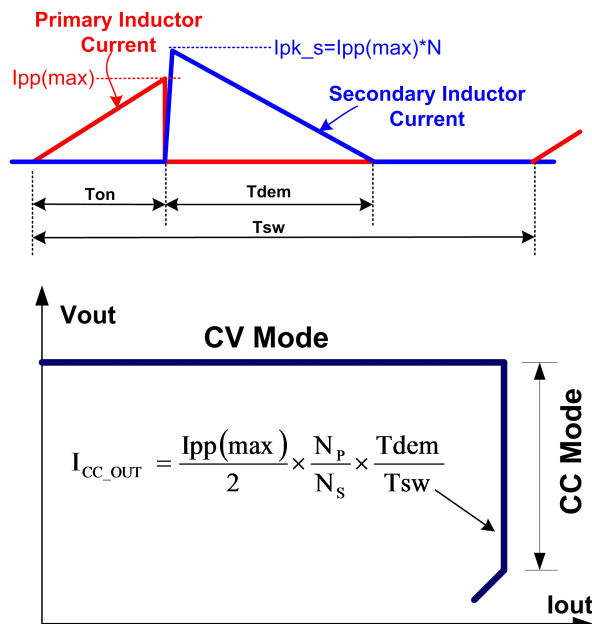 Primary Inductor
Current
Ipk_s=Ipp(max)*N
Ipp(max)
Secondary Inductor
Current
Ton
Tdem
Tsw
Vout
CV Mode
I_CC_OUT = Ipp(max)/2 × N_P/N_S × Tdem/Tsw
CC Mode
Iout